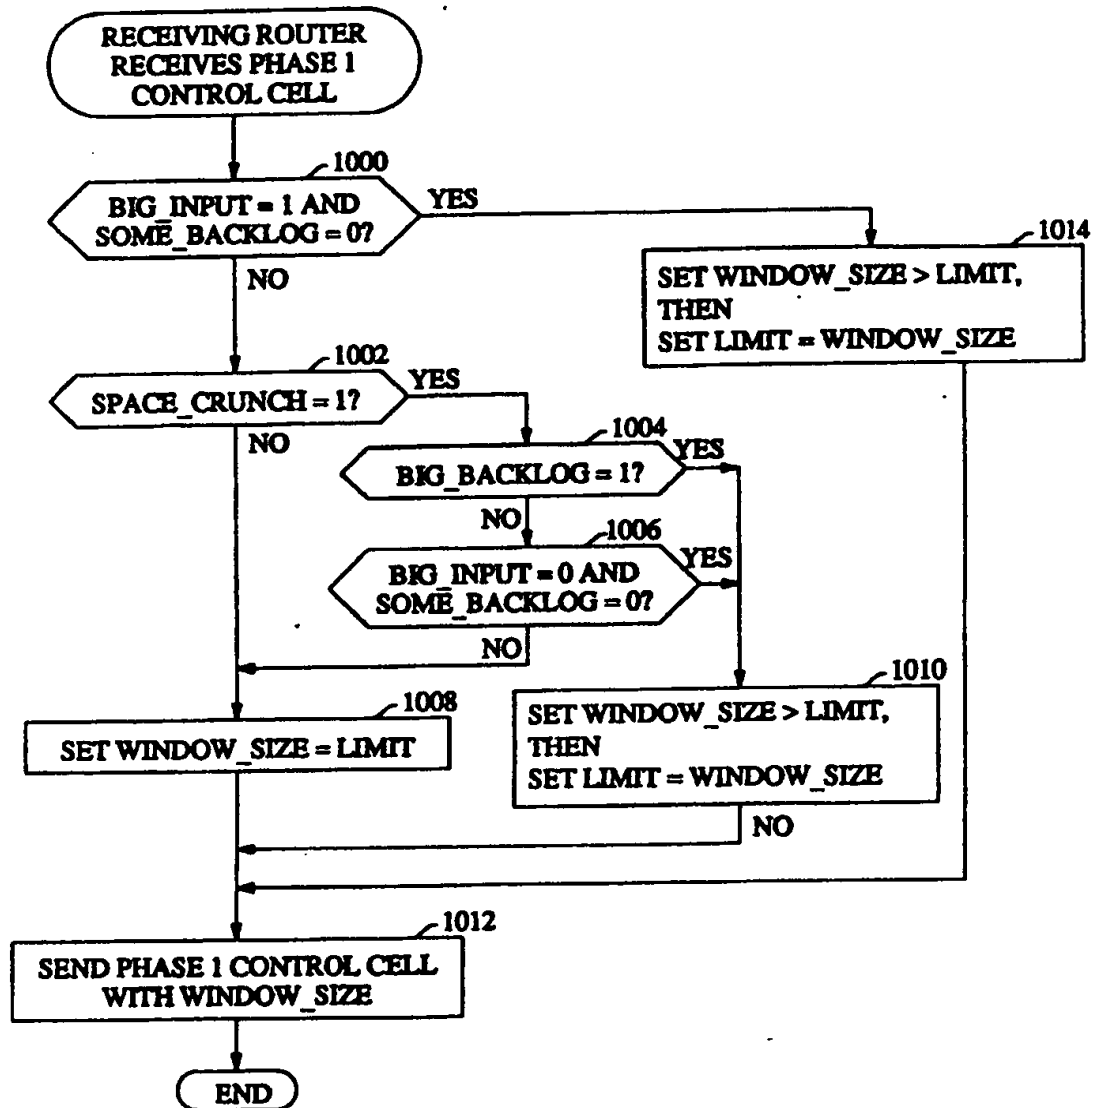 RECEIVING ROUTER
RECEIVES PHASE 1
CONTROL CELL
1000
BIG_INPUT = 1 AND
SOME_BACKLOG = 0?
YES
NO
1014
SET WINDOW_SIZE > LIMIT,
THEN
SET LIMIT = WINDOW_SIZE
1002
SPACE_CRUNCH = 1?
YES
NO
1004
BIG_BACKLOG = 1?
YES
NO
1006
BIG_INPUT = 0 AND
SOME_BACKLOG = 0?
YES
NO
1008
SET WINDOW_SIZE = LIMIT
1010
SET WINDOW_SIZE > LIMIT,
THEN
SET LIMIT = WINDOW_SIZE
NO
1012
SEND PHASE 1 CONTROL CELL
WITH WINDOW_SIZE
END